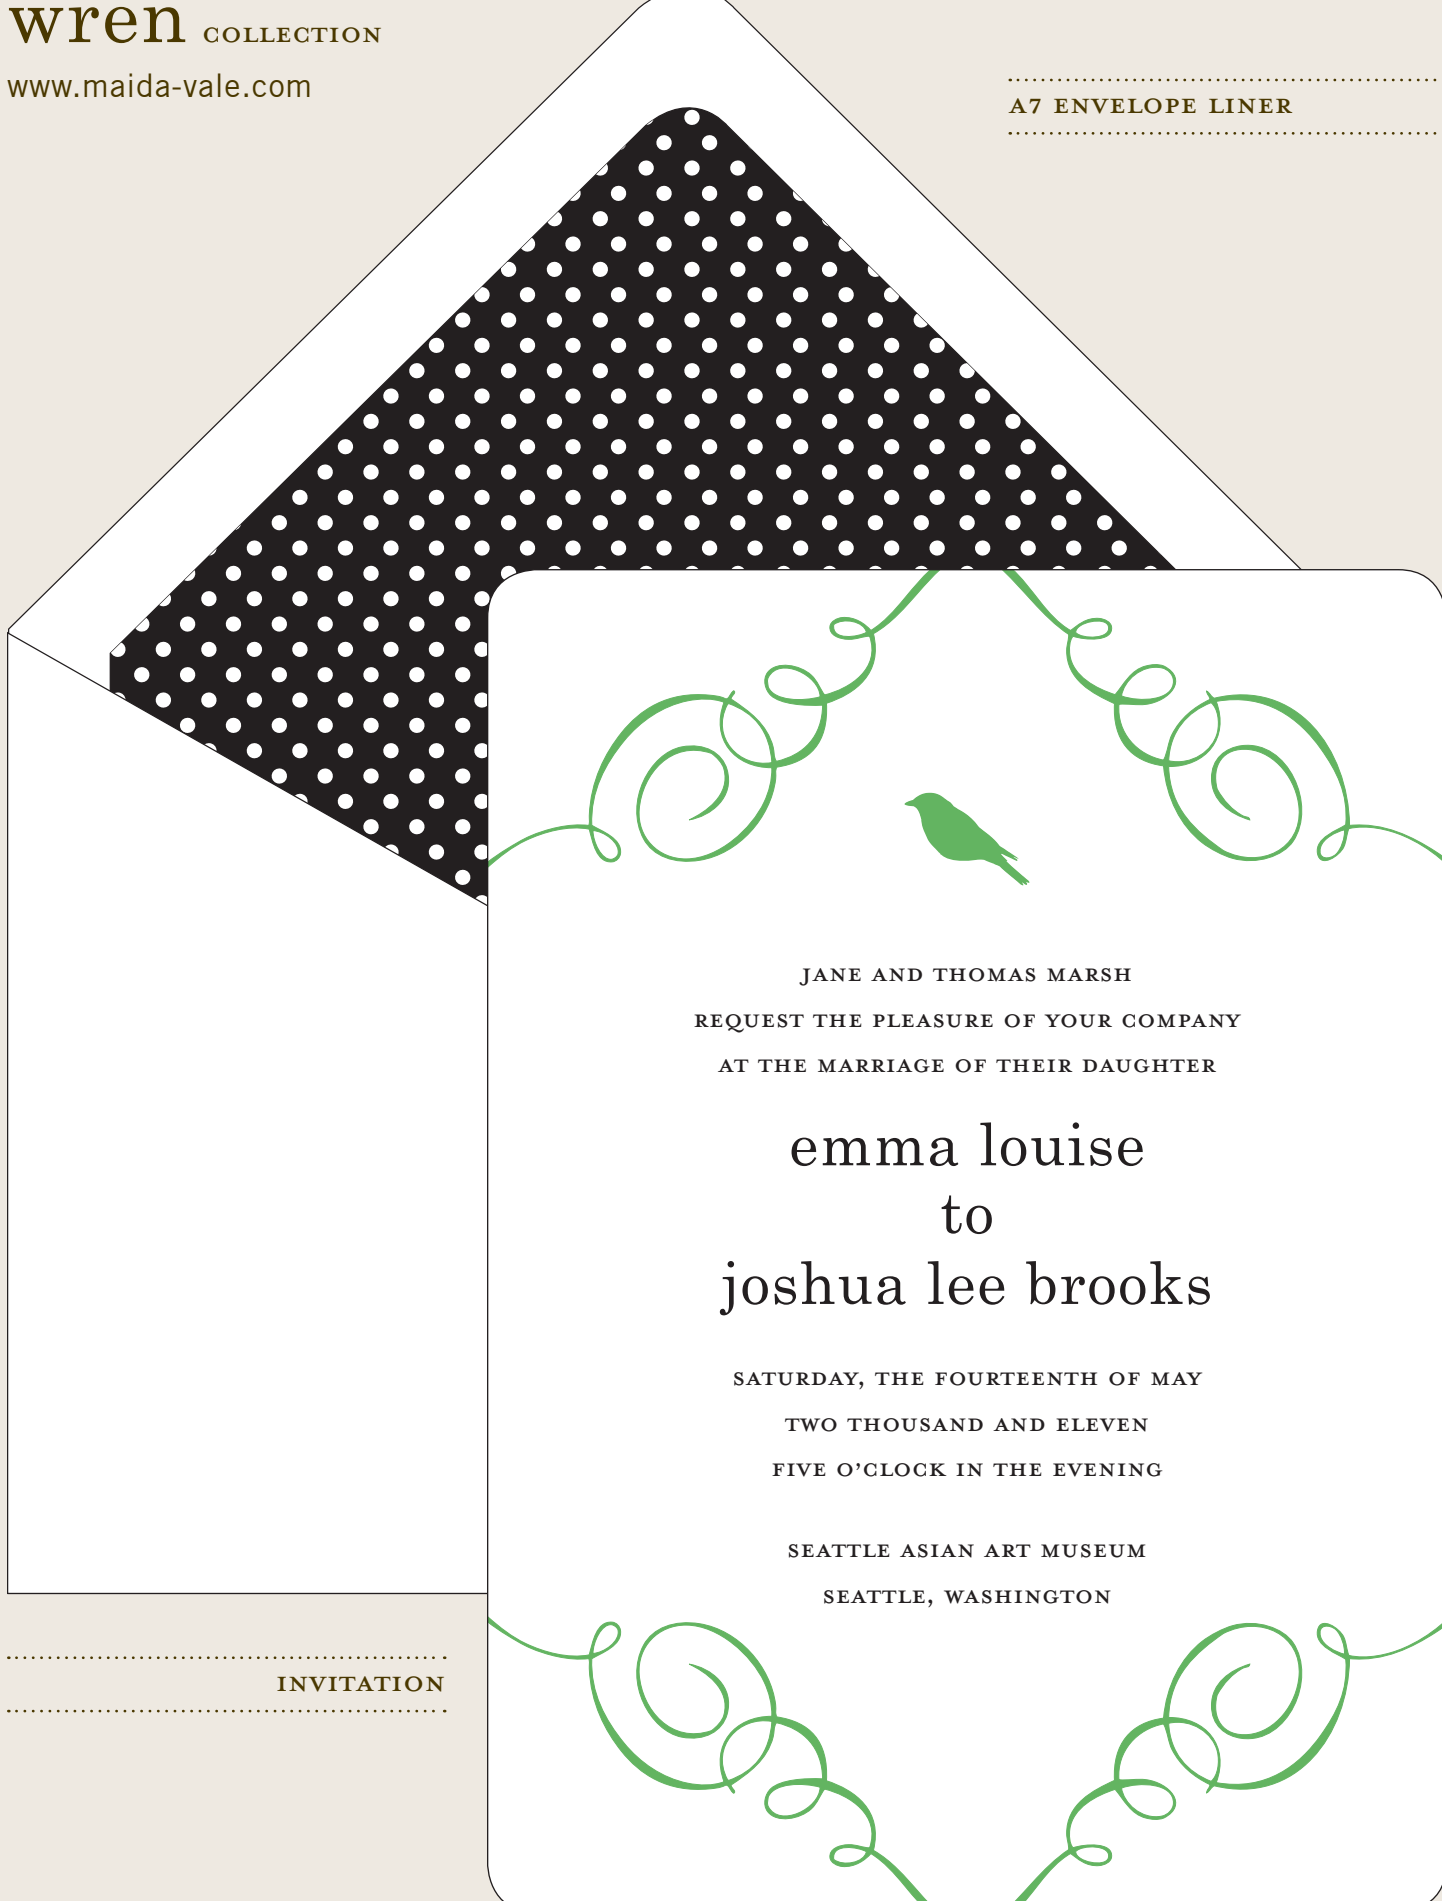 wren COLLECTION
www.maida-vale.com
A7 ENVELOPE LINER
JANE AND THOMAS MARSH
REQUEST THE PLEASURE OF YOUR COMPANY
AT THE MARRIAGE OF THEIR DAUGHTER
emma louise
to
joshua lee brooks
SATURDAY, THE FOURTEENTH OF MAY
TWO THOUSAND AND ELEVEN
FIVE O’CLOCK IN THE EVENING
SEATTLE ASIAN ART MUSEUM
SEATTLE, WASHINGTON
INVITATION